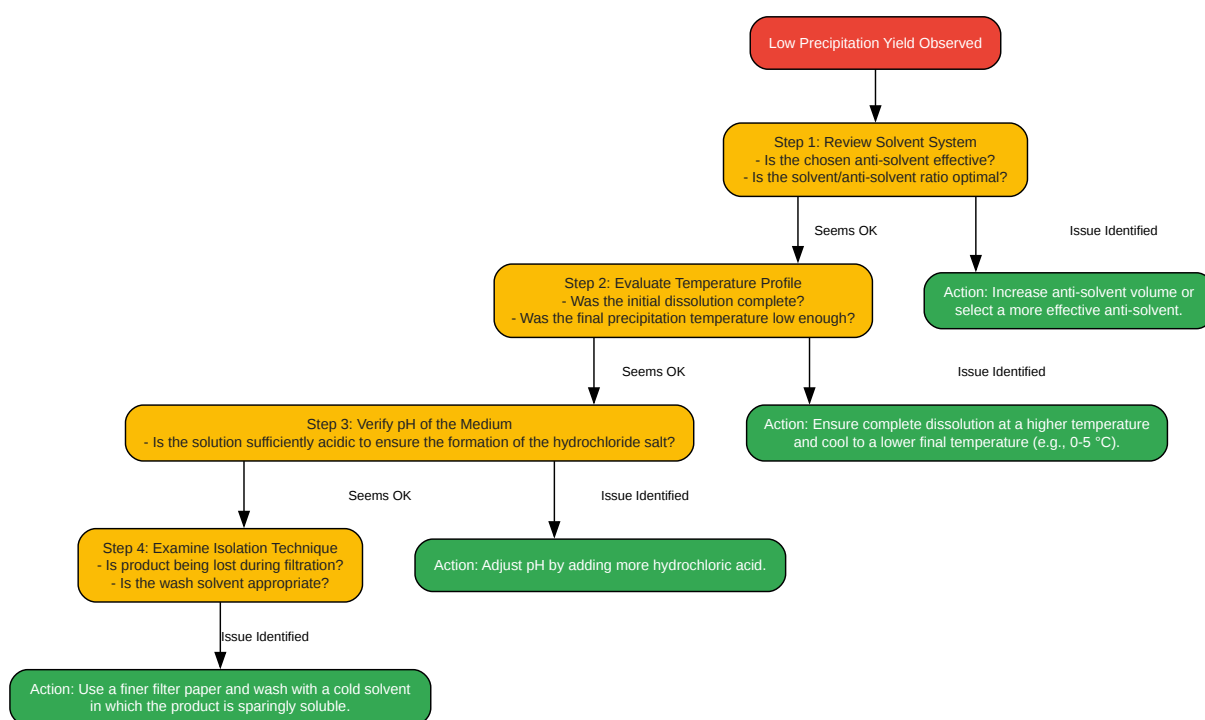 Low Precipitation Yield Observed
Step 1: Review Solvent System
- Is the chosen anti-solvent effective?
- Is the solvent/anti-solvent ratio optimal?
Seems OK
Issue Identified
Action: Increase anti-solvent volume or
select a more effective anti-solvent.
Step 2: Evaluate Temperature Profile
- Was the initial dissolution complete?
- Was the final precipitation temperature low enough?
Seems OK
Issue Identified
Action: Ensure complete dissolution at a higher temperature
and cool to a lower final temperature (e.g., 0-5 °C).
Step 3: Verify pH of the Medium
- Is the solution sufficiently acidic to ensure the formation of the hydrochloride salt?
Seems OK
Issue Identified
Action: Adjust pH by adding more hydrochloric acid.
Step 4: Examine Isolation Technique
- Is product being lost during filtration?
- Is the wash solvent appropriate?
Issue Identified
Action: Use a finer filter paper and wash with a cold solvent
in which the product is sparingly soluble.